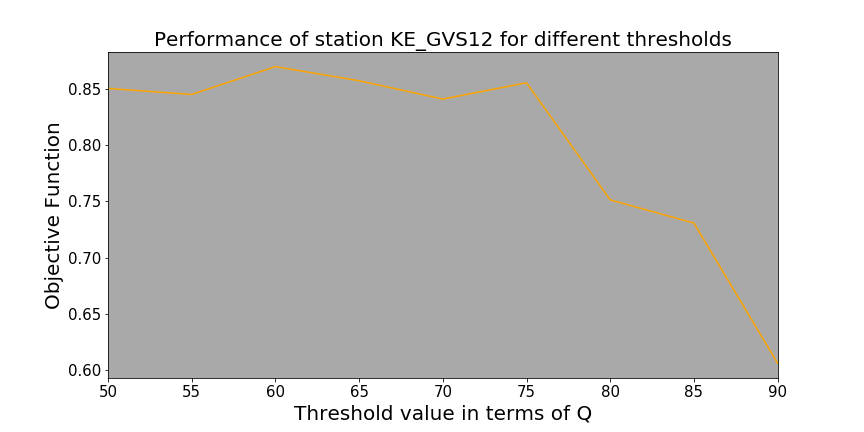 Performance of station KE_GVS12 for different thresholds
0.85
0.80
0.75
0.70
0.65
0.60
Objective Function
50 55 60 65 70 75 80 85 90
Threshold value in terms of Q